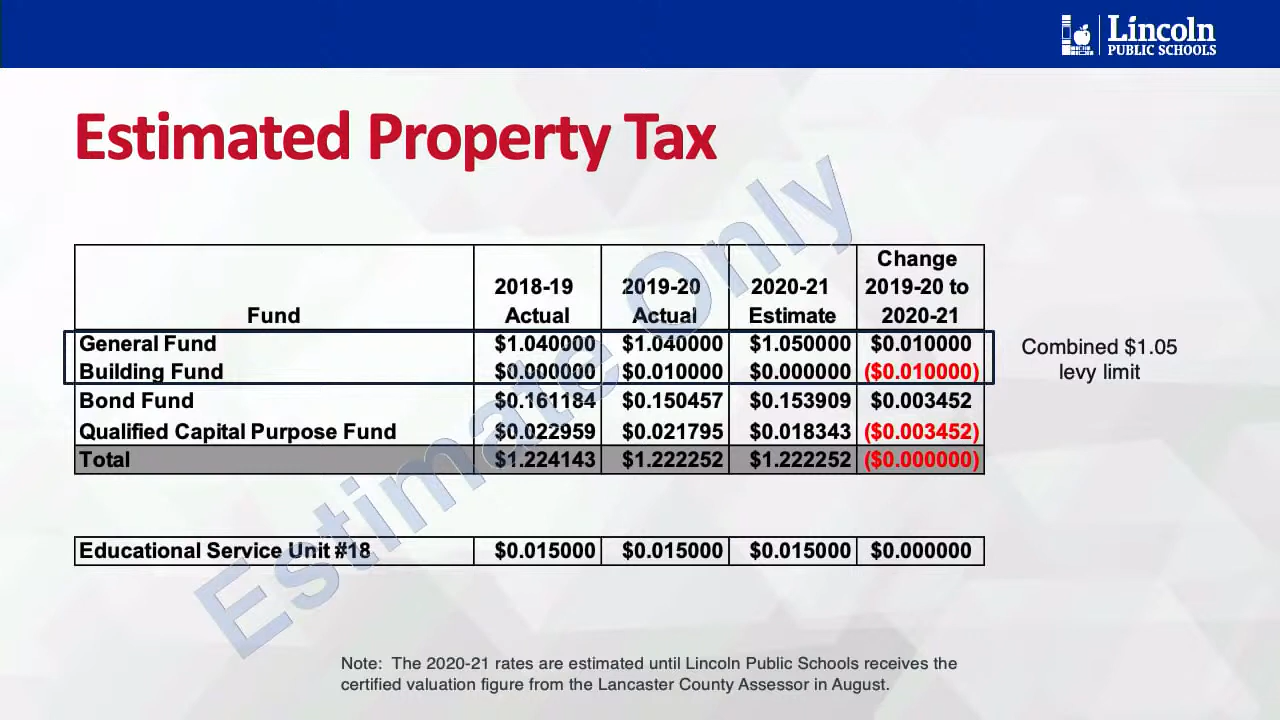 Lincoln
PUBLIC SCHOOLS
Estimated Property Tax
Fund 2018-19 Actual 2019-20 Actual 2020-21 Estimate Change 2019-20 to 2020-21
General Fund $1.040000 $1.040000 $1.050000 $0.010000
Building Fund $0.000000 $0.010000 $0.000000 ($0.010000)
Combined $1.05
levy limit
Bond Fund $0.161184 $0.150457 $0.153909 $0.003452
Qualified Capital Purpose Fund $0.022959 $0.021795 $0.018343 ($0.003452)
Total $1.224143 $1.222252 $1.222252 ($0.000000)
Educational Service Unit #18 $0.015000 $0.015000 $0.015000 $0.000000
Estimate Only
Note: The 2020-21 rates are estimated until Lincoln Public Schools receives the
certified valuation figure from the Lancaster County Assessor in August.